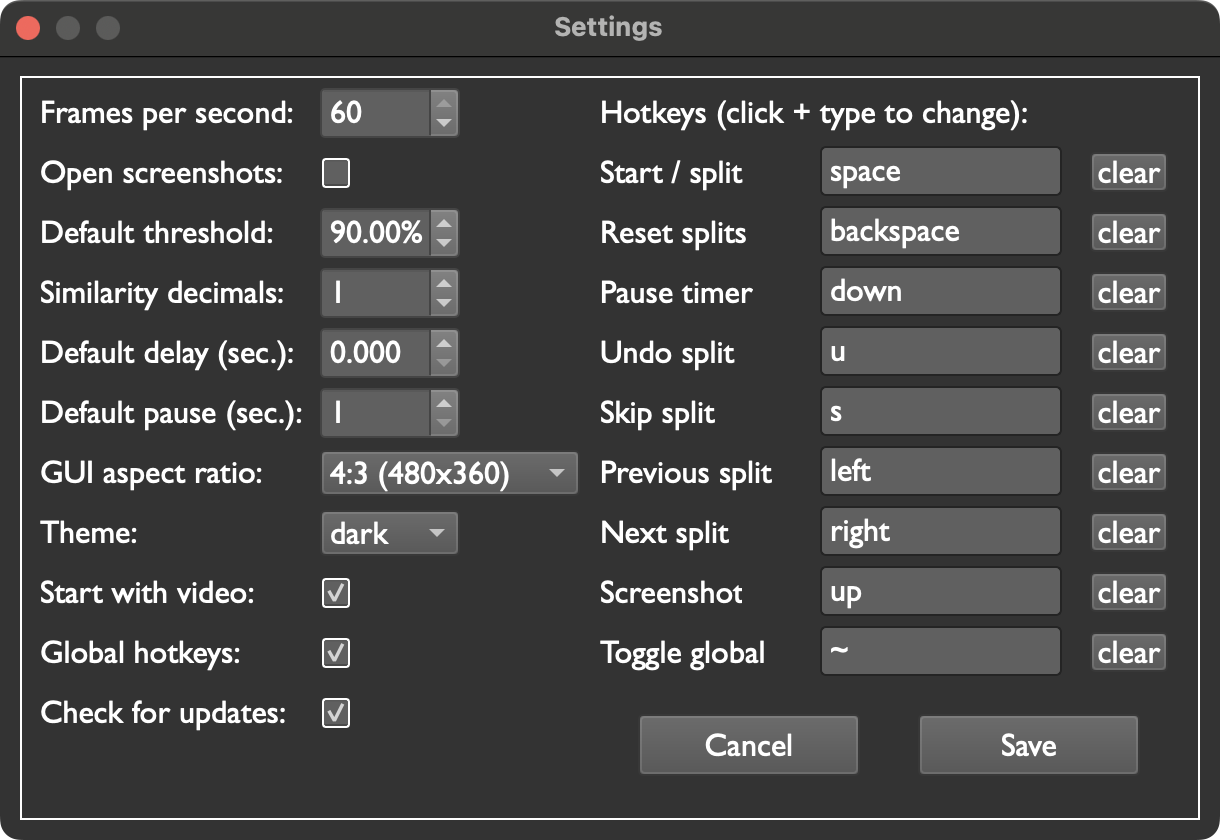 Settings
Frames per second: 60
Open screenshots:
Default threshold: 90.00%
Similarity decimals: 1
Default delay (sec.): 0.000
Default pause (sec.): 1
GUI aspect ratio: 4:3 (480x360)
Theme: dark
Start with video:
Global hotkeys:
Check for updates:
Hotkeys (click + type to change):
Start / split space clear
Reset splits backspace clear
Pause timer down clear
Undo split u clear
Skip split s clear
Previous split left clear
Next split right clear
Screenshot up clear
Toggle global ~ clear
Cancel Save